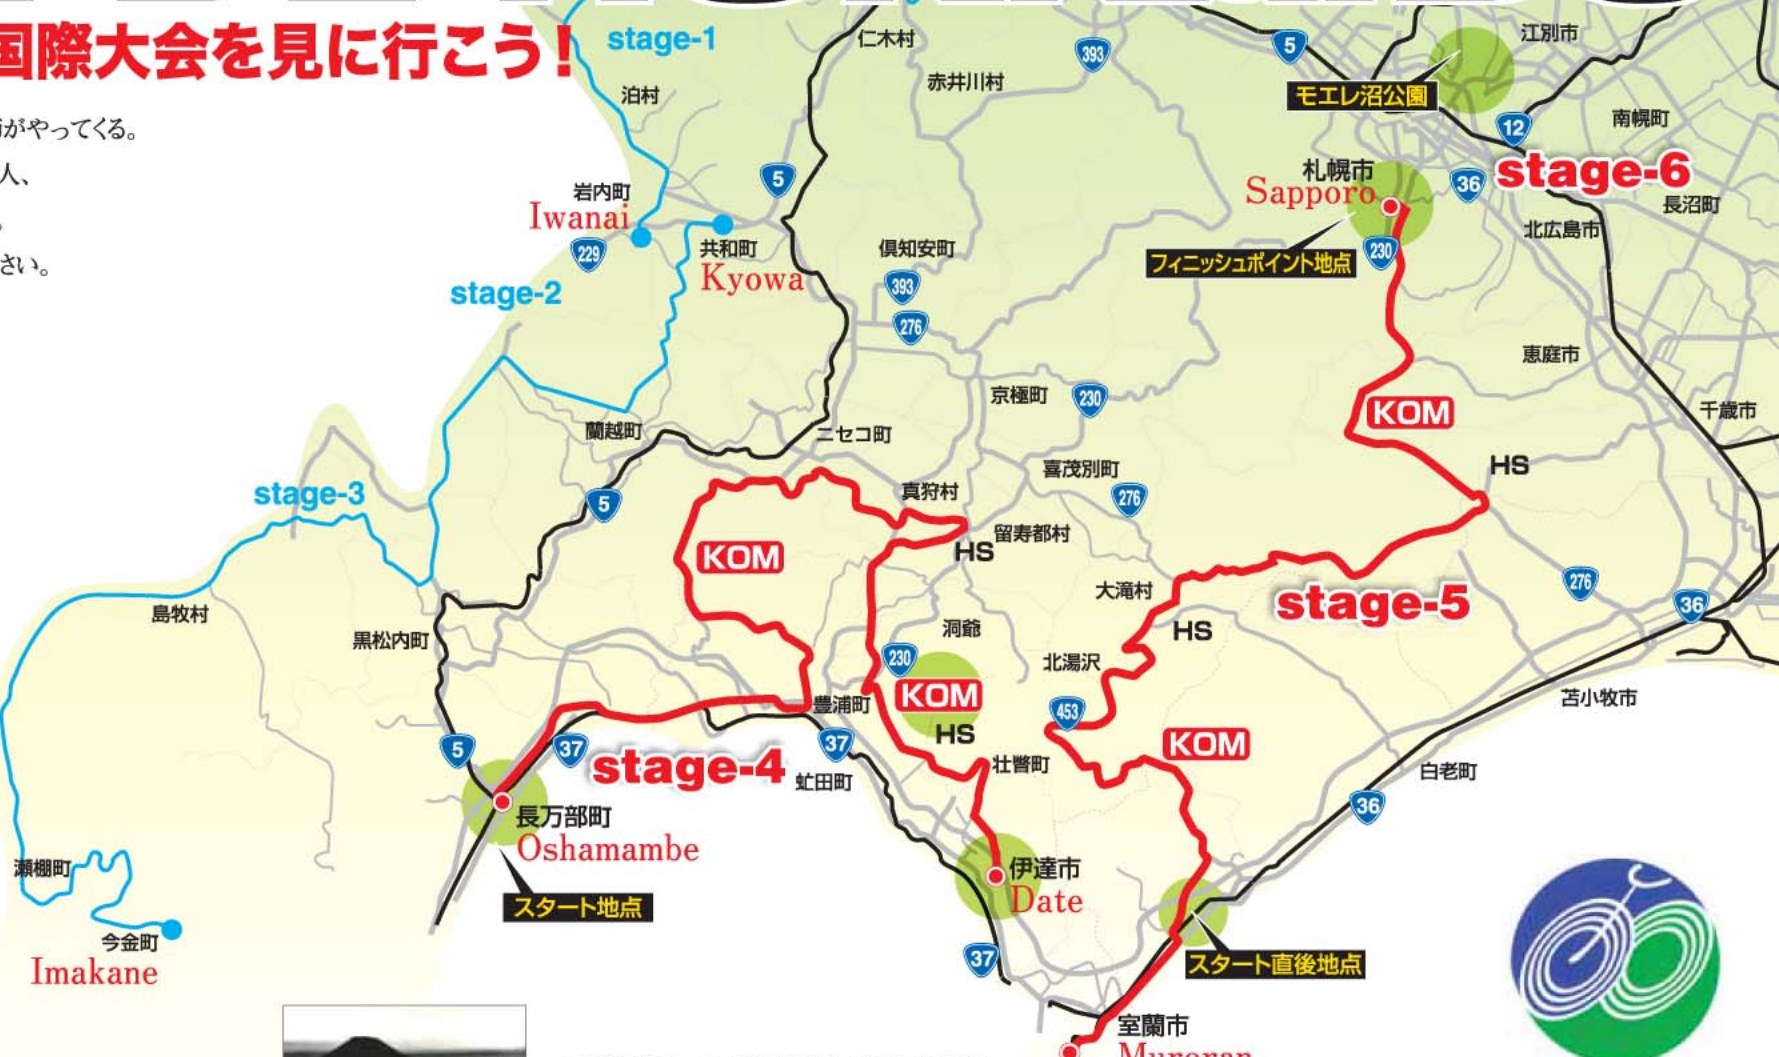 国際大会を見に行こう!
がやってくる。
人、
さい。
stage-1
仁木村
393
5
江別市
泊村
赤井川村
モエレ沼公園
12
南幌町
5
札幌市
Sapporo
36
stage-6
岩内町
Iwanai
長沼町
229
共和町
Kyowa
倶知安町
フィニッシュポイント地点
230
北広島市
393
stage-2
276
恵庭市
京極町
230
KOM
千歳市
蘭越町
ニセコ町
喜茂別町
HS
stage-3
5
真狩村
276
留寿都村
KOM
HS
大滝村
stage-5
276
36
島牧村
黒松内町
洞爺
HS
230
北湯沢
KOM
豊浦町
453
苫小牧市
5
37
stage-4
37
HS
KOM
壮瞥町
虻田町
白老町
36
長万部町
Oshamambe
瀬棚町
伊達市
Date
スタート地点
今金町
Imakane
37
スタート直後地点
室蘭市
Muroran